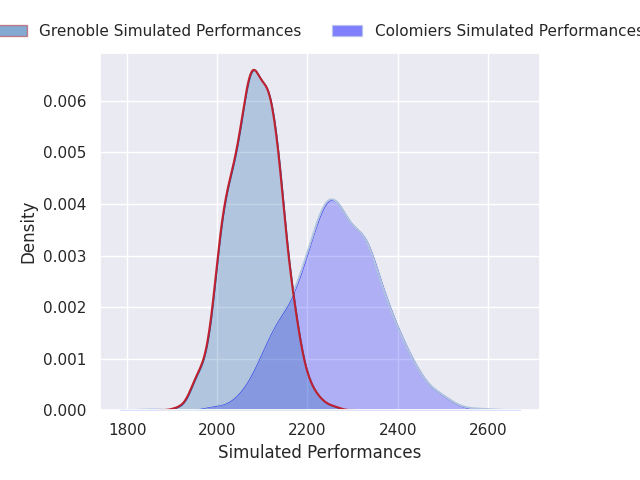 Grenoble Simulated Performances Colomiers Simulated Performances
0.006
0.005
0.004
0.003
0.002
0.001
0.000
Density
1800 2000 2200 2400 2600
Simulated Performances